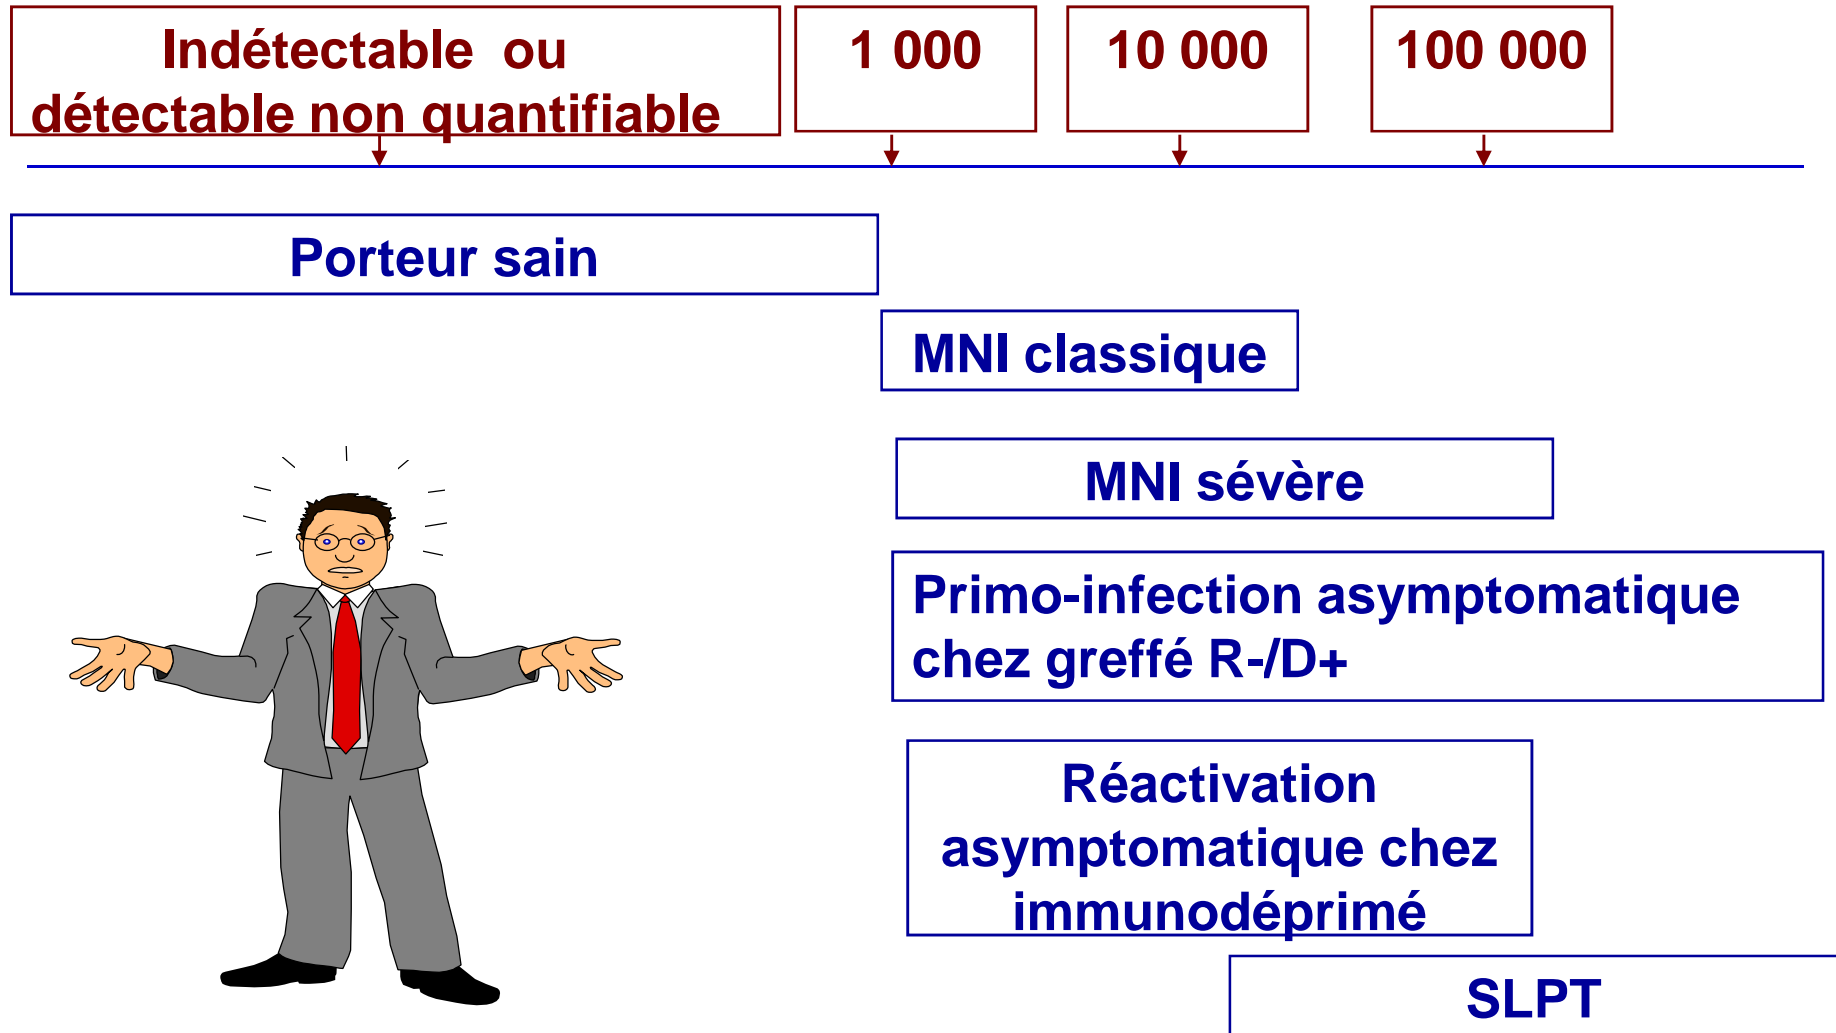 Indétectable ou
détectable non quantifiable
1 000
10 000
100 000
Porteur sain
MNI classique
MNI sévère
Primo-infection asymptomatique
chez greffé R-/D+
Réactivation
asymptomatique chez
immunodéprimé
SLPT